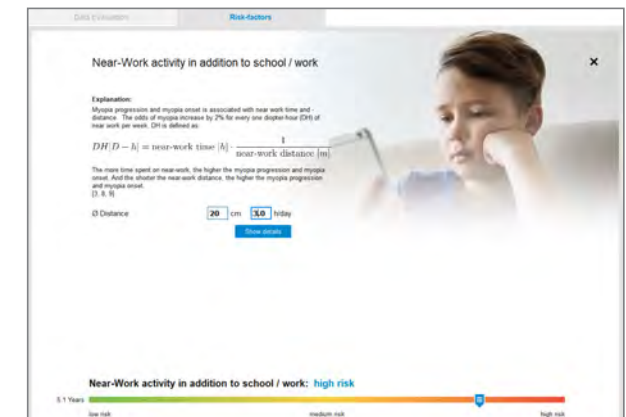 Data Evaluation
Risk-factors
Near-Work activity in addition to school / work
×
Explanation:
Myopia progression and myopia onset is associated with near work time and -
distance. The odds of myopia increase by 2% for every one diopter-hour (DH) of
near work per week. DH is defined as:
DH[D − h] = near-work time [h] · 1 / near-work distance [m]
The more time spent on near-work, the higher the myopia progression and myopia
onset. And the shorter the near-work distance, the higher the myopia progression
and myopia onset.
[3, 8, 9]
Ø Distance 20 cm 3,0 h/day
Show details
Near-Work activity in addition to school / work: high risk
5.1 Years
low risk medium risk high risk